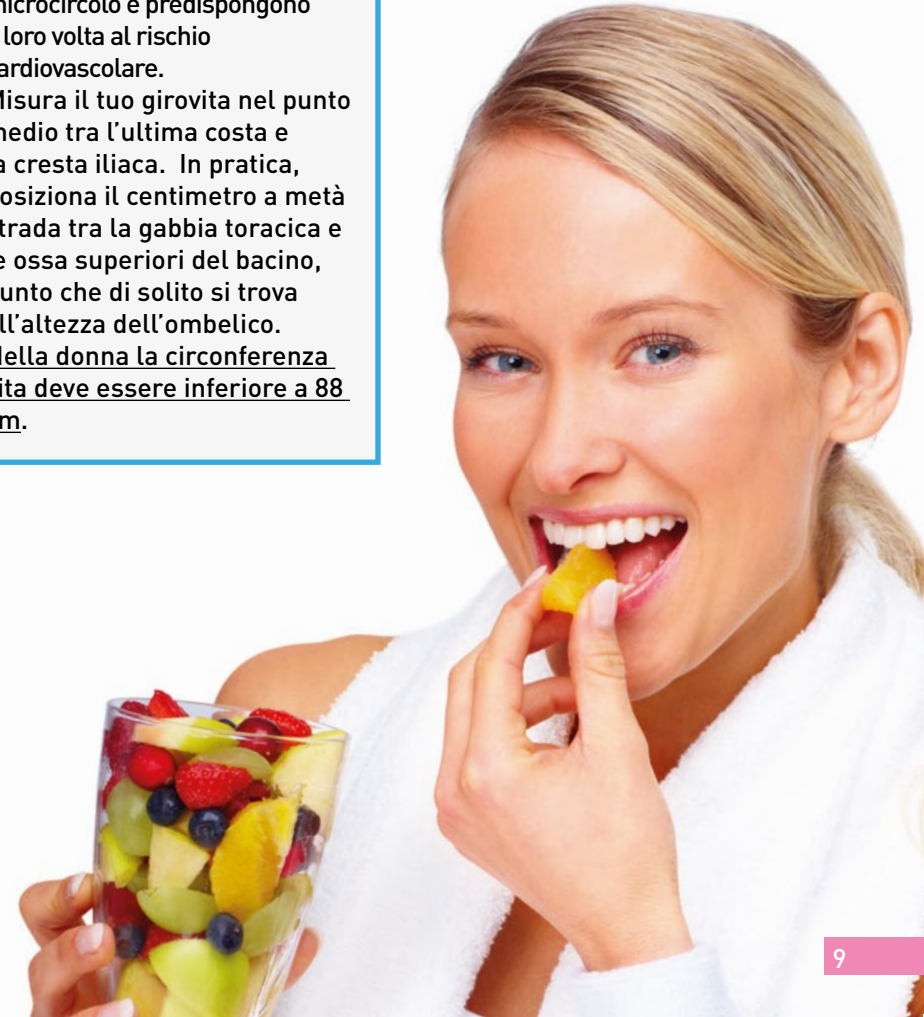 microcircolo e predispongono
loro volta al rischio
ardiovascolare.
Misura il tuo girovita nel punto
medio tra l’ultima costa e
a cresta iliaca.  In pratica,
osiziona il centimetro a metà
trada tra la gabbia toracica e
e ossa superiori del bacino,
unto che di solito si trova
ll’altezza dell’ombelico.
Nella donna la circonferenza
ita deve essere inferiore a 88
m.
9